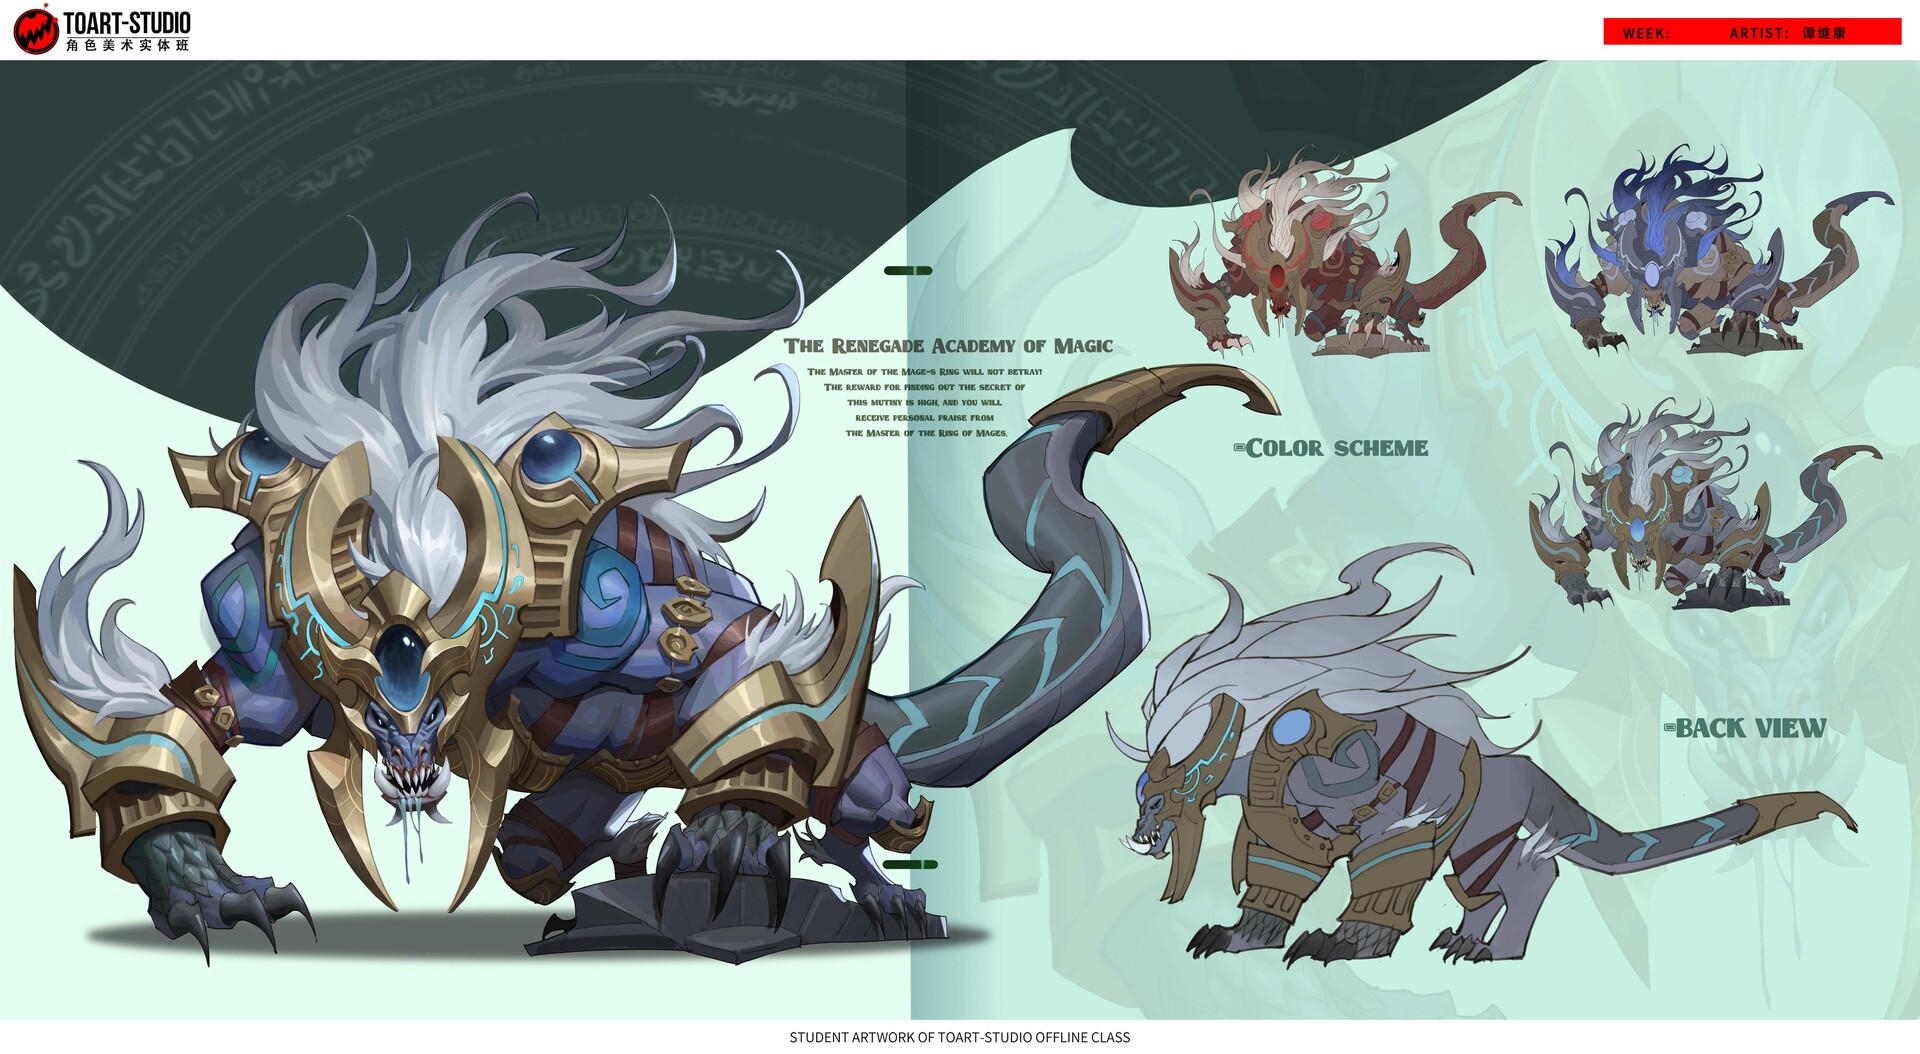 TOART-STUDIO
角色美术实体班
WEEK:
ARTIST: 谭继康
The Renegade Academy of Magic
The Master of the Mage=s Ring will not betray!
The reward for finding out the secret of
this mutiny is high, and you will
receive personal praise from
the Master of the Ring of Mages.
Color scheme
Back view
STUDENT ARTWORK OF TOART-STUDIO OFFLINE CLASS